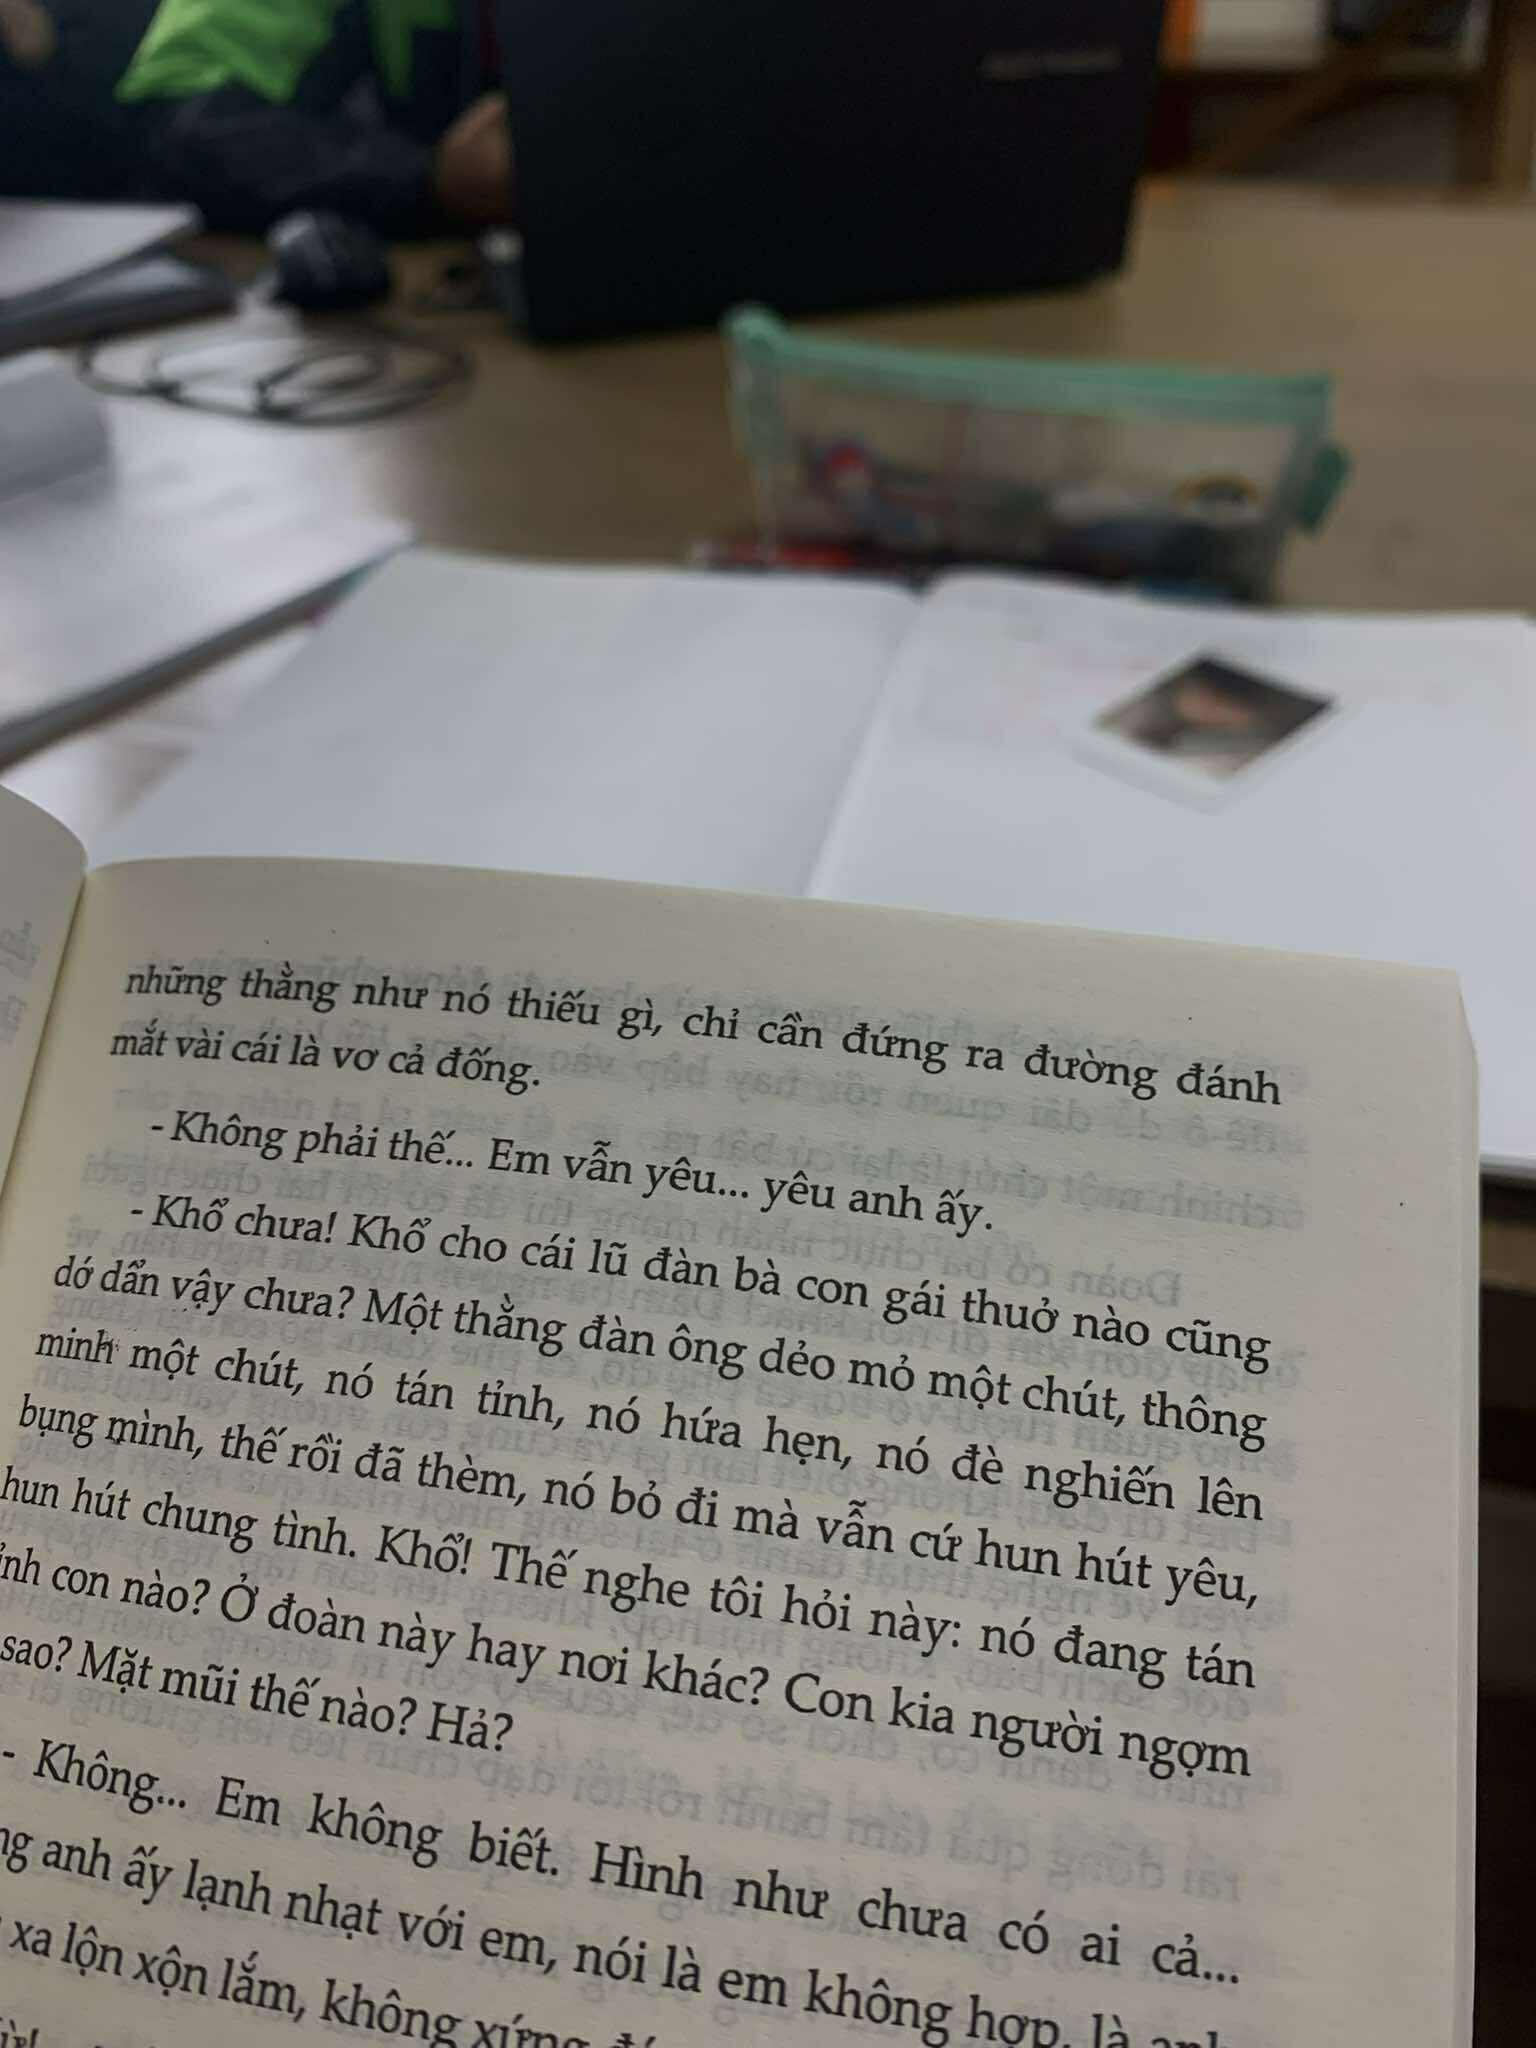 những thằng như nó thiếu gì, chỉ cần đứng ra đường đánh
mắt vài cái là vơ cả đống.
- Không phải thế... Em vẫn yêu... yêu anh ấy.
- Khổ chưa! Khổ cho cái lũ đàn bà con gái thuở nào cũng
dớ dẩn vậy chưa? Một thằng đàn ông dẻo mỏ một chút, thông
minh một chút, nó tán tỉnh, nó hứa hẹn, nó đè nghiến lên
bụng mình, thế rồi đã thèm, nó bỏ đi mà vẫn cứ hun hút yêu,
hun hút chung tình. Khổ! Thế nghe tôi hỏi này: nó đang tán
con nào? Ở đoàn này hay nơi khác? Con kia người ngợm
sao? Mặt mũi thế nào? Hả?
- Không... Em không biết. Hình như chưa có ai cả...
anh ấy lạnh nhạt với em, nói là em không hợp, là
xa lộn xộn lắm, không xứng